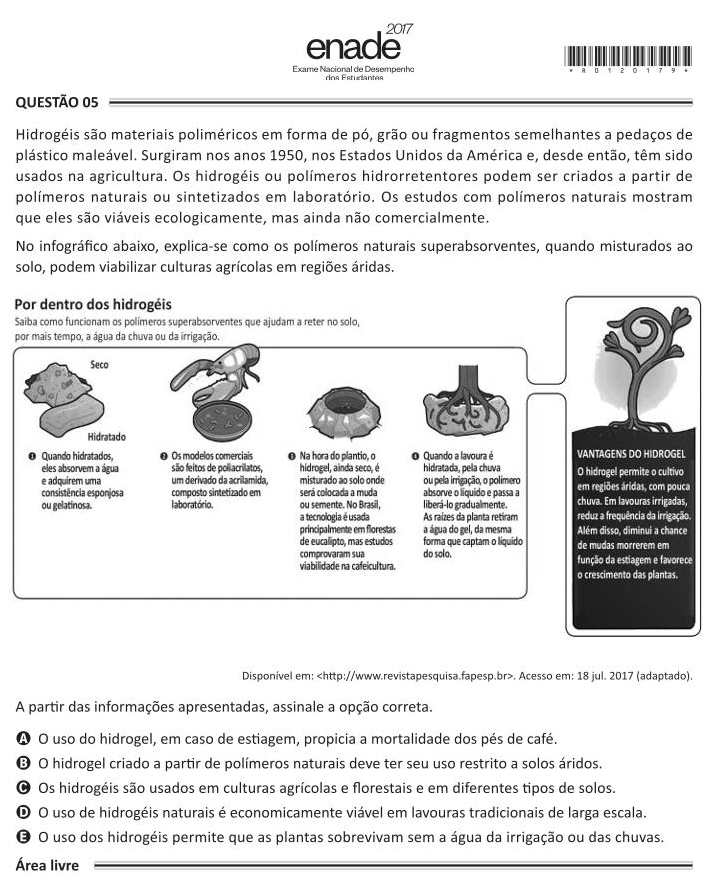 2017
enade
Exame Nacional de Desempenho
dos Estudantes
*R0120179*
QUESTÃO 05
Hidrogéis são materiais poliméricos em forma de pó, grão ou fragmentos semelhantes a pedaços de
plástico maleável. Surgiram nos anos 1950, nos Estados Unidos da América e, desde então, têm sido
usados na agricultura. Os hidrogéis ou polímeros hidrorretentores podem ser criados a partir de
polímeros naturais ou sintetizados em laboratório. Os estudos com polímeros naturais mostram
que eles são viáveis ecologicamente, mas ainda não comercialmente.
No infográfico abaixo, explica-se como os polímeros naturais superabsorventes, quando misturados ao
solo, podem viabilizar culturas agrícolas em regiões áridas.
Por dentro dos hidrogéis
Saiba como funcionam os polímeros superabsorventes que ajudam a reter no solo,
por mais tempo, a água da chuva ou da irrigação.
Seco
Hidratado
1 Quando hidratados,
eles absorvem a água
e adquirem uma
consistência esponjosa
ou gelatinosa.
2 Os modelos comerciais
são feitos de poliacrilatos,
um derivado da acrilamida,
composto sintetizado em
laboratório.
3 Na hora do plantio, o
hidrogel, ainda seco, é
misturado ao solo onde
será colocada a muda
ou semente. No Brasil,
a tecnologia é usada
principalmente em florestas
de eucalipto, mas estudos
comprovaram sua
viabilidade na cafeicultura.
4 Quando a lavoura é
hidratada, pela chuva
ou pela irrigação, o polímero
absorve o líquido e passa a
liberá-lo gradualmente.
As raízes da planta retiram
a água do gel, da mesma
forma que captam o líquido
do solo.
VANTAGENS DO HIDROGEL
O hidrogel permite o cultivo
em regiões áridas, com pouca
chuva. Em lavouras irrigadas,
reduz a frequência da irrigação.
Além disso, diminui a chance
de mudas morrerem em
função da estiagem e favorece
o crescimento das plantas.
Disponível em: <http://www.revistapesquisa.fapesp.br>. Acesso em: 18 jul. 2017 (adaptado).
A partir das informações apresentadas, assinale a opção correta.
A O uso do hidrogel, em caso de estiagem, propicia a mortalidade dos pés de café.
B O hidrogel criado a partir de polímeros naturais deve ter seu uso restrito a solos áridos.
C Os hidrogéis são usados em culturas agrícolas e florestais e em diferentes tipos de solos.
D O uso de hidrogéis naturais é economicamente viável em lavouras tradicionais de larga escala.
E O uso dos hidrogéis permite que as plantas sobrevivam sem a água da irrigação ou das chuvas.
Área livre